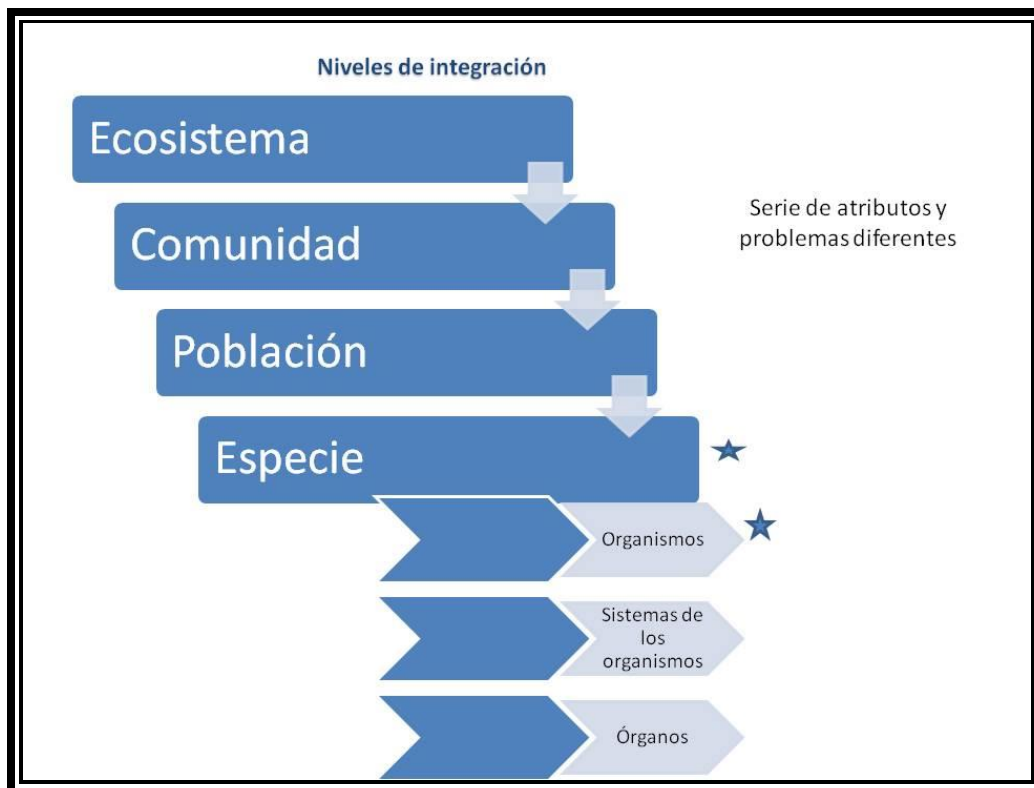 Niveles de integración
Ecosistema
Comunidad
Serie de atributos y
problemas diferentes
Población
Especie
Organismos
Sistemas de
los
organismos
Órganos